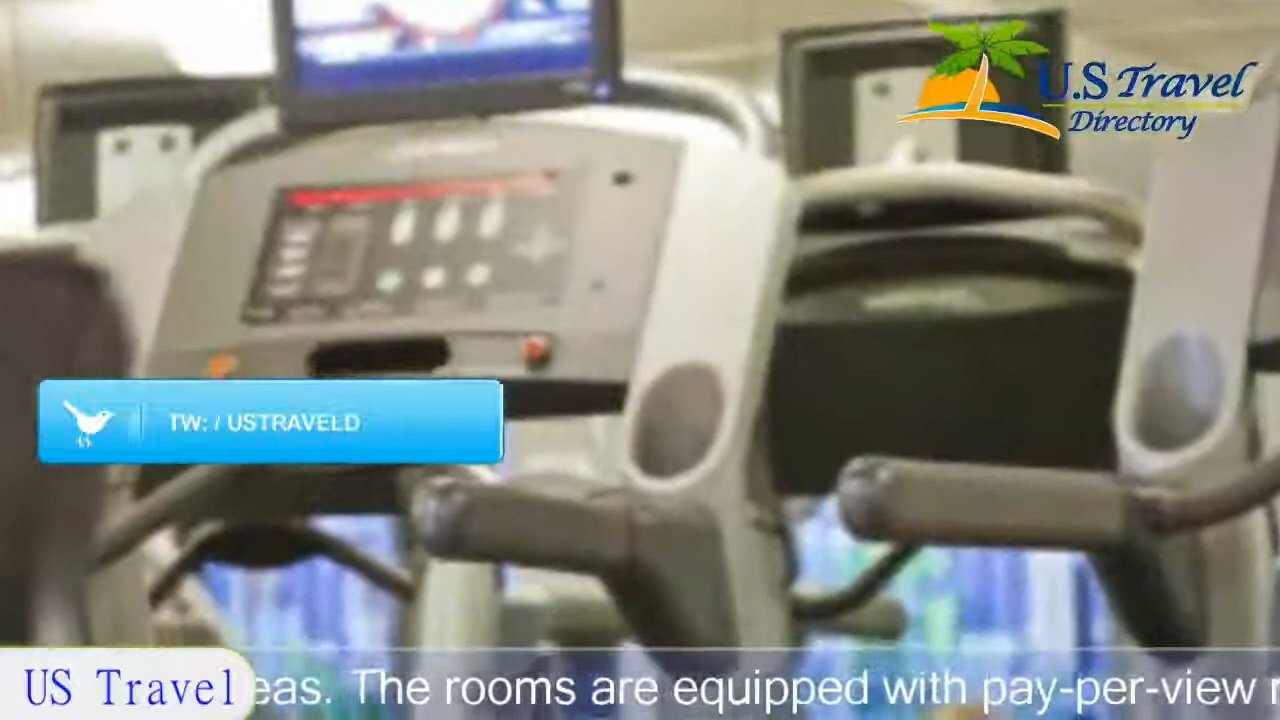 U.S Travel
Directory
TW: / USTRAVELD
US Travel
eas. The rooms are equipped with pay-per-view